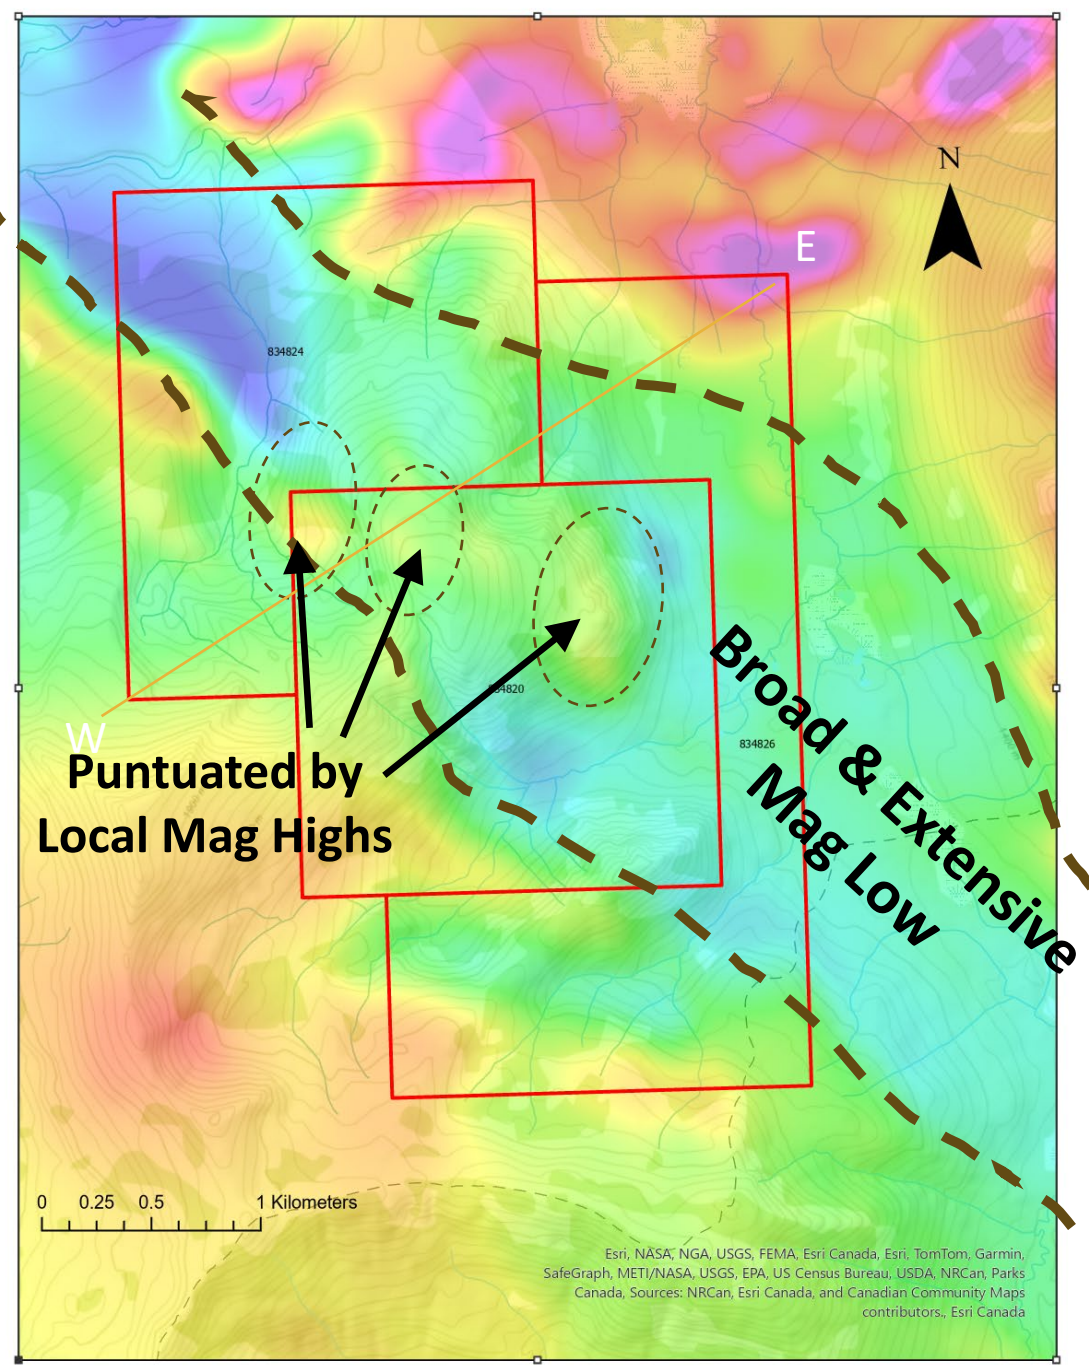 N
E
834824
834820
W
Puntuated by
Local Mag Highs
Broad & Extensive
Mag Low
834826
0 0.25 0.5 1 Kilometers
Esri, NASA, NGA, USGS, FEMA, Esri Canada, Esri, TomTom, Garmin,
SafeGraph, METI/NASA, USGS, EPA, US Census Bureau, USDA, NRCan, Parks
Canada, Sources: NRCan, Esri Canada, and Canadian Community Maps
contributors., Esri Canada